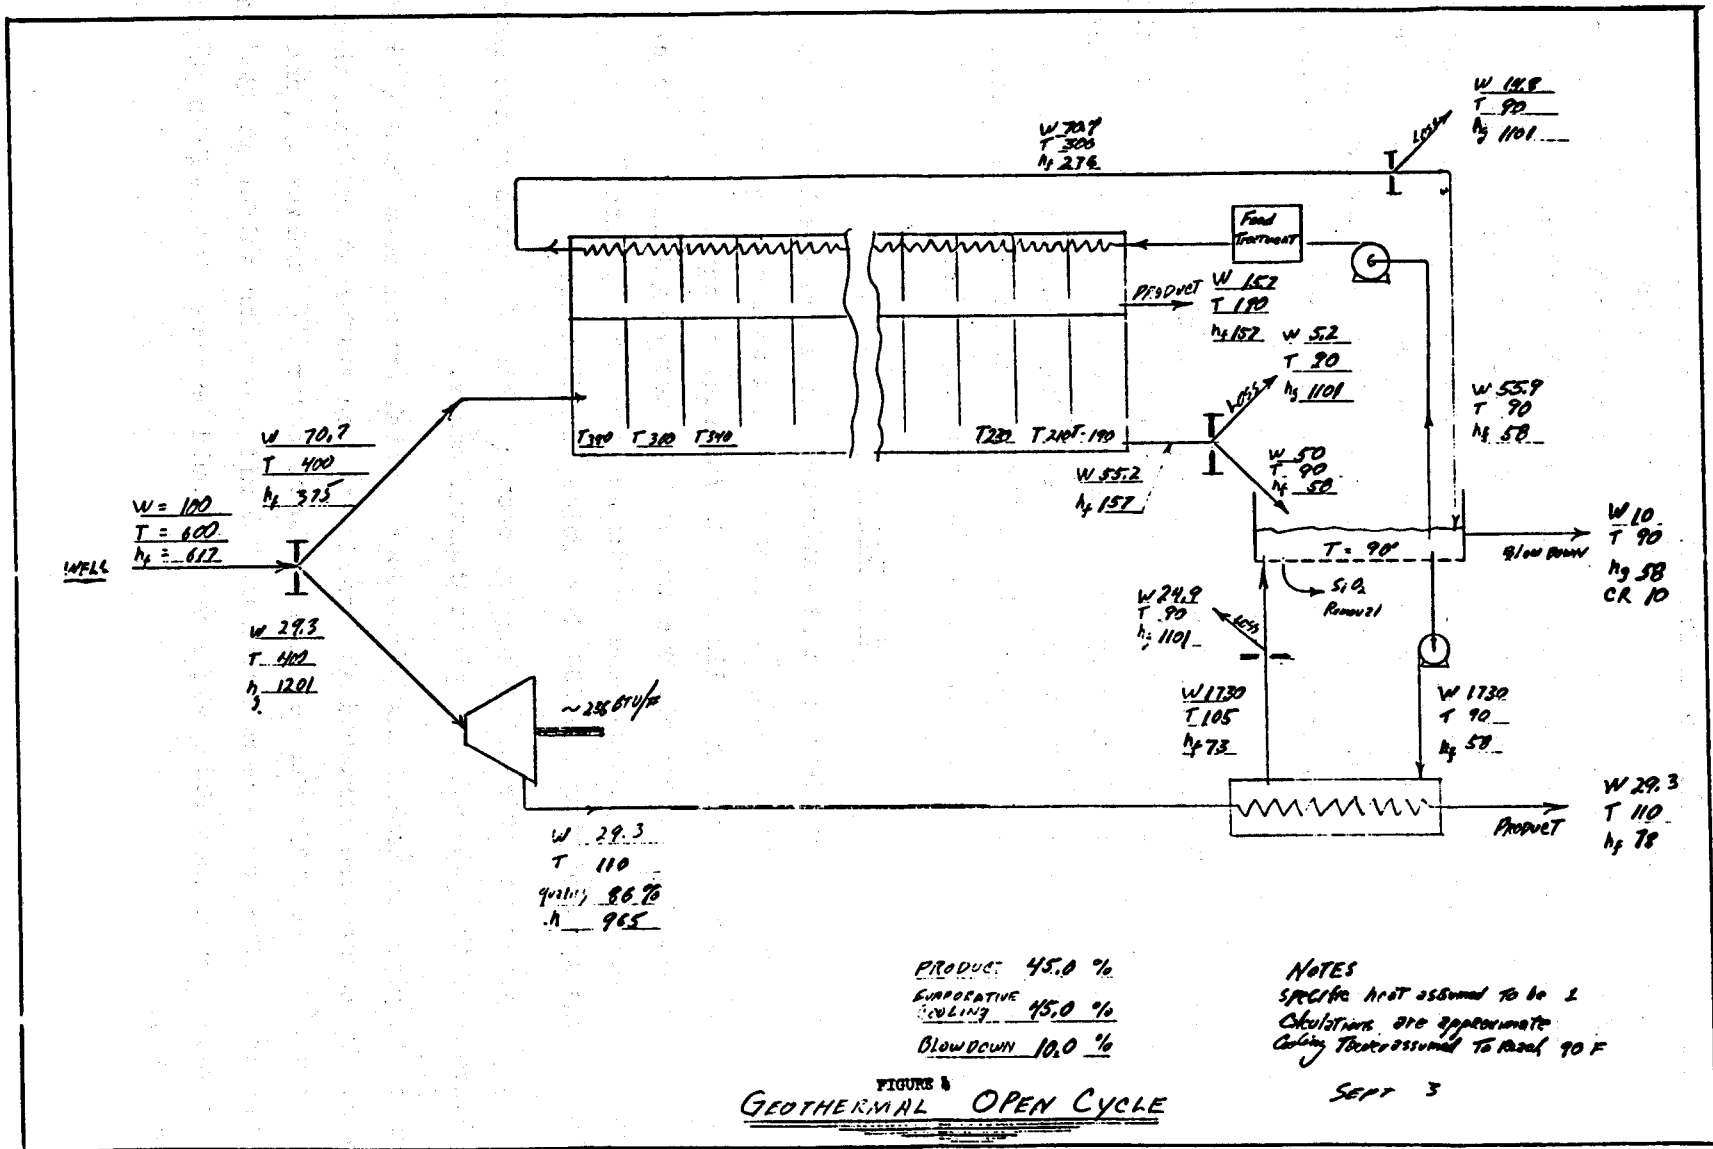 W 14.8
T 90
hg 1101
LOSS
W 70.7
T 300
hf 276
Feed
Treatment
G
PRODUCT
W 15.2
T 190
hf 157
W 5.2
T 90
hg 1101
LOSS
W 55.9
T 90
hf 58
T 390 T 360 T 340
T 230 T 210 T 190
W 70.7
T 400
hf 375
W 50
T 90
hf 58
W 55.2
hf 157
W = 100
T = 600
hf = 617
WELL
T = 90°
W 10
T 90
hg 58
CR 10
Blow Down
SiO2
Removal
W 24.9
T 90
hg 1101
LOSS
W 29.3
T 400
hg 1201
~ 236 BTU/#
W 1730
T 105
hf 73
W 1730
T 90
hf 58
W 29.3
T 110
quality 86 %
h 965
PRODUCT
W 29.3
T 110
hf 78
PRODUCT 45.0 %
EVAPORATIVE
COOLING 45.0 %
BLOWDOWN 10.0 %
NOTES
Specific heat assumed to be 1
Calculations are approximate
Cooling Tower assumed To Reach 90 F
SEPT 3
FIGURE
GEOTHERMAL OPEN CYCLE